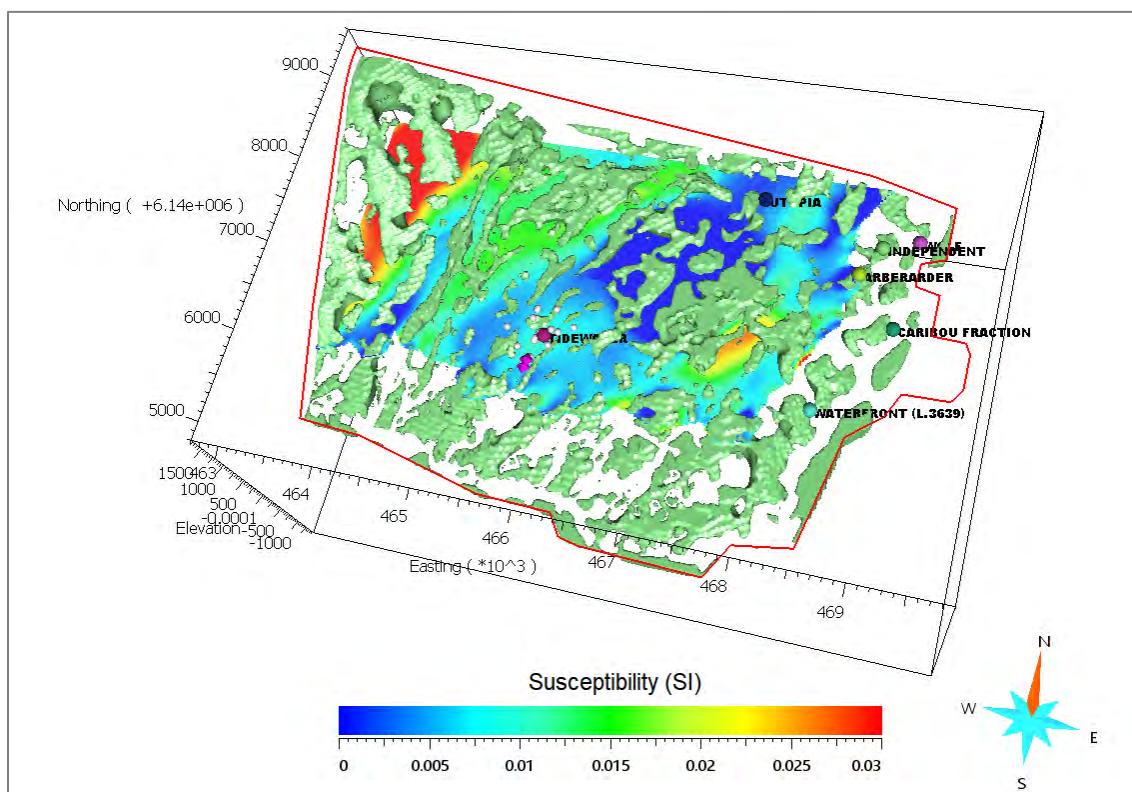 9000
8000
Northing ( +6.14e+006 )
7000
6000
5000
INDEPENDENT
CARIBOU FRACTION
WATERFRONT (L.3639)
1500
463
1000
500
-0.0001
Elevation
-500
-1000
464
465
466
467
468
469
Easting ( *10^3 )
Susceptibility (SI)
0 0.005 0.01 0.015 0.02 0.025 0.03
N
W
E
S